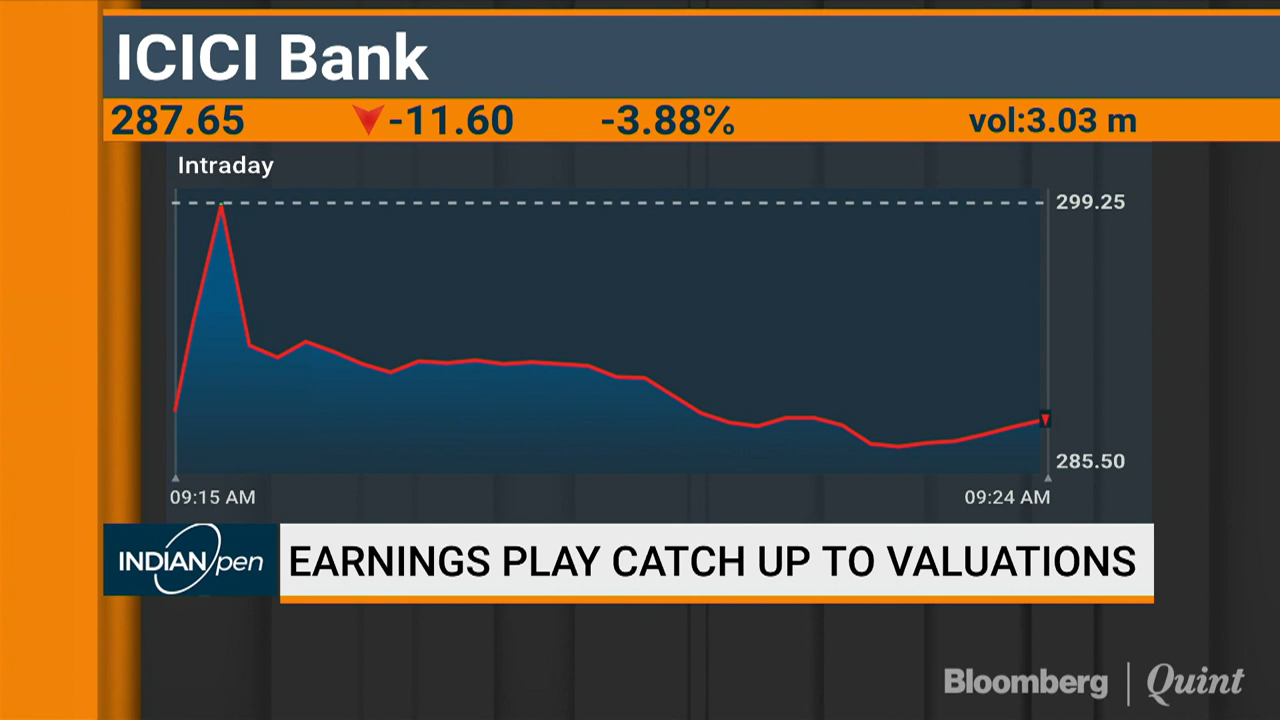 ICICI Bank
287.65 -11.60 -3.88% vol:3.03 m
Intraday
299.25
285.50
09:15 AM 09:24 AM
INDIAN Open EARNINGS PLAY CATCH UP TO VALUATIONS
Bloomberg | Quint